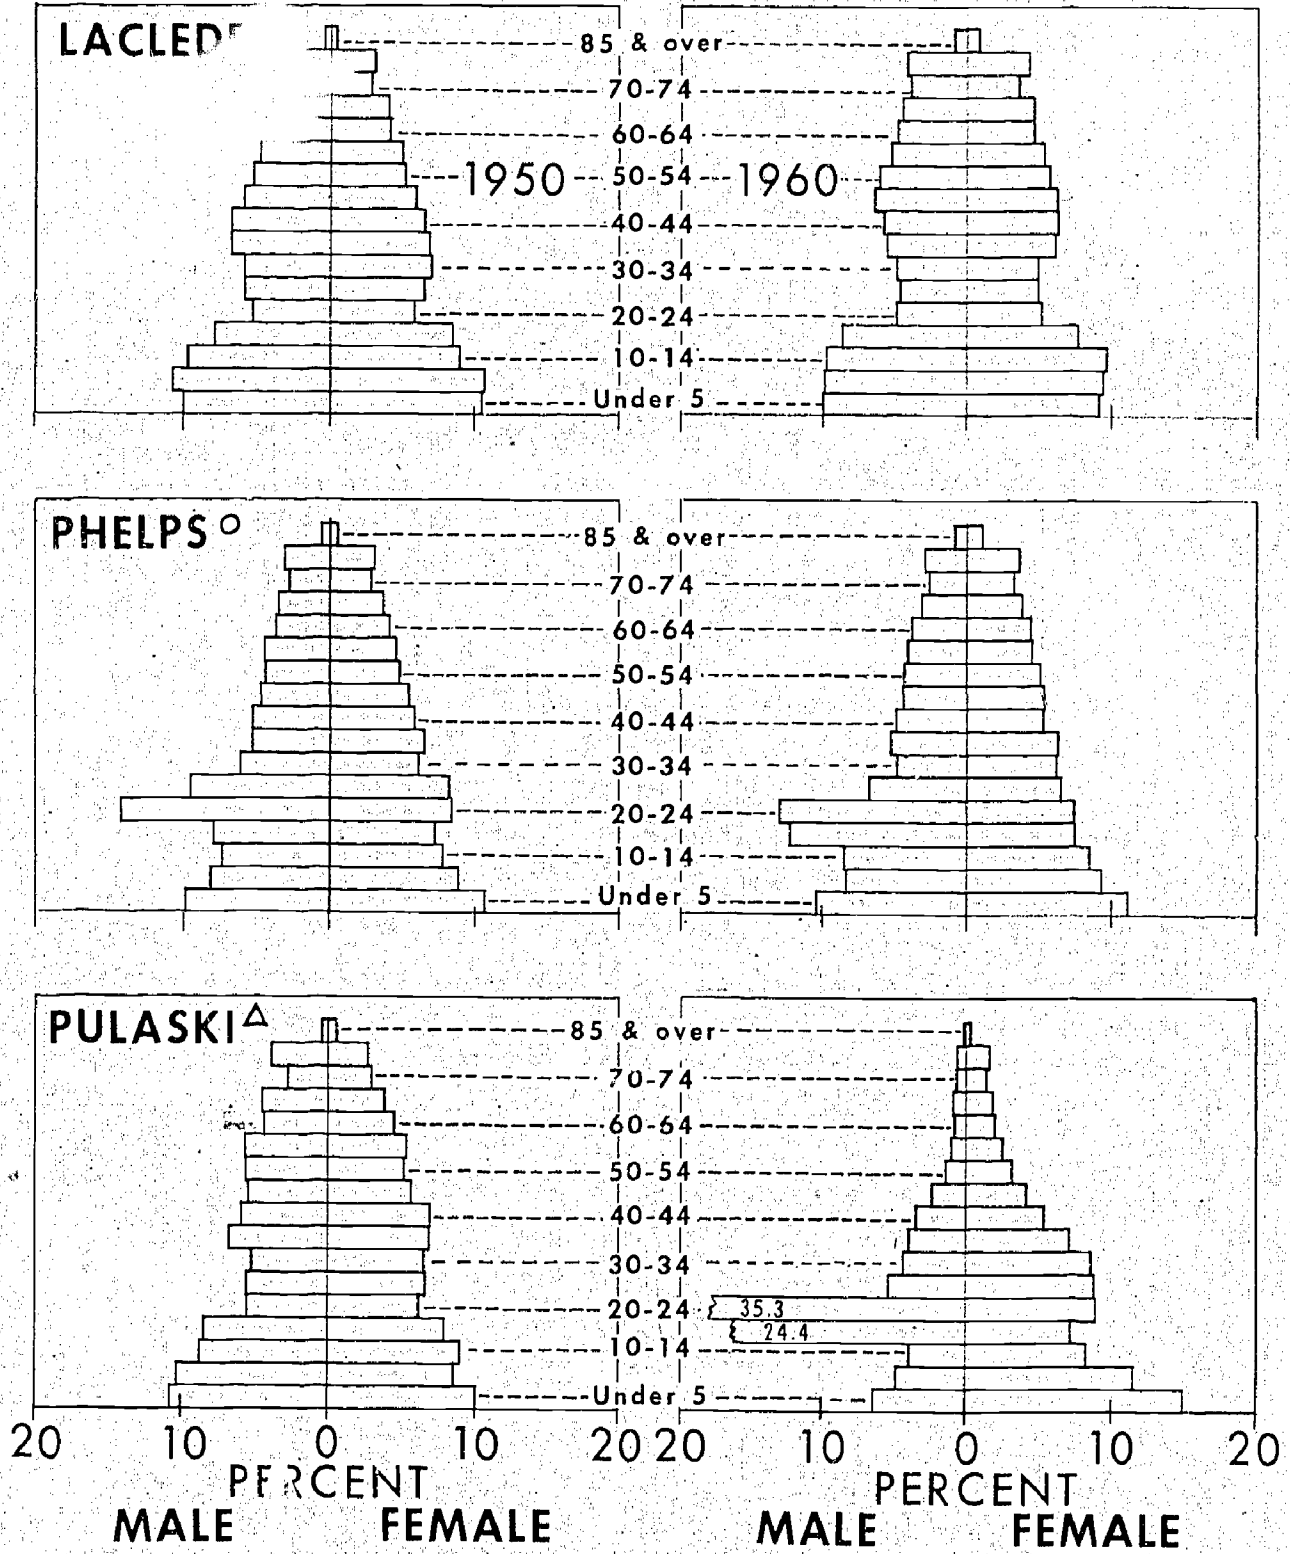 LACLEDE
85 & over
70-74
60-64
1950 50-54 1960
40-44
30-34
20-24
10-14
Under 5
PHELPS O
85 & over
70-74
60-64
50-54
40-44
30-34
20-24
10-14
Under 5
PULASKI Δ
85 & over
70-74
60-64
50-54
40-44
30-34
20-24 35.3
24.4
10-14
Under 5
20 10 0 10 20 20 10 0 10 20
PERCENT PERCENT
MALE FEMALE MALE FEMALE